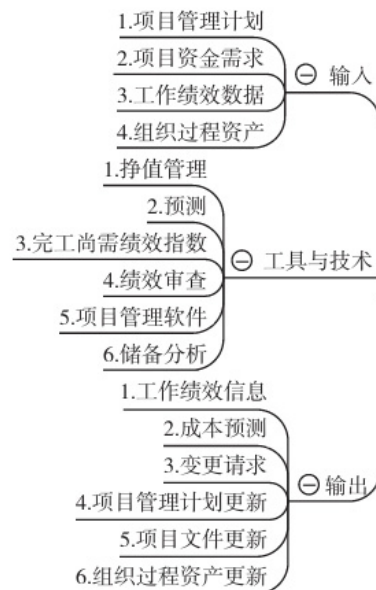 1.项目管理计划
2.项目资金需求
3.工作绩效数据
4.组织过程资产
输入
1.挣值管理
2.预测
3.完工尚需绩效指数
4.绩效审查
5.项目管理软件
6.储备分析
工具与技术
1.工作绩效信息
2.成本预测
3.变更请求
4.项目管理计划更新
5.项目文件更新
6.组织过程资产更新
输出